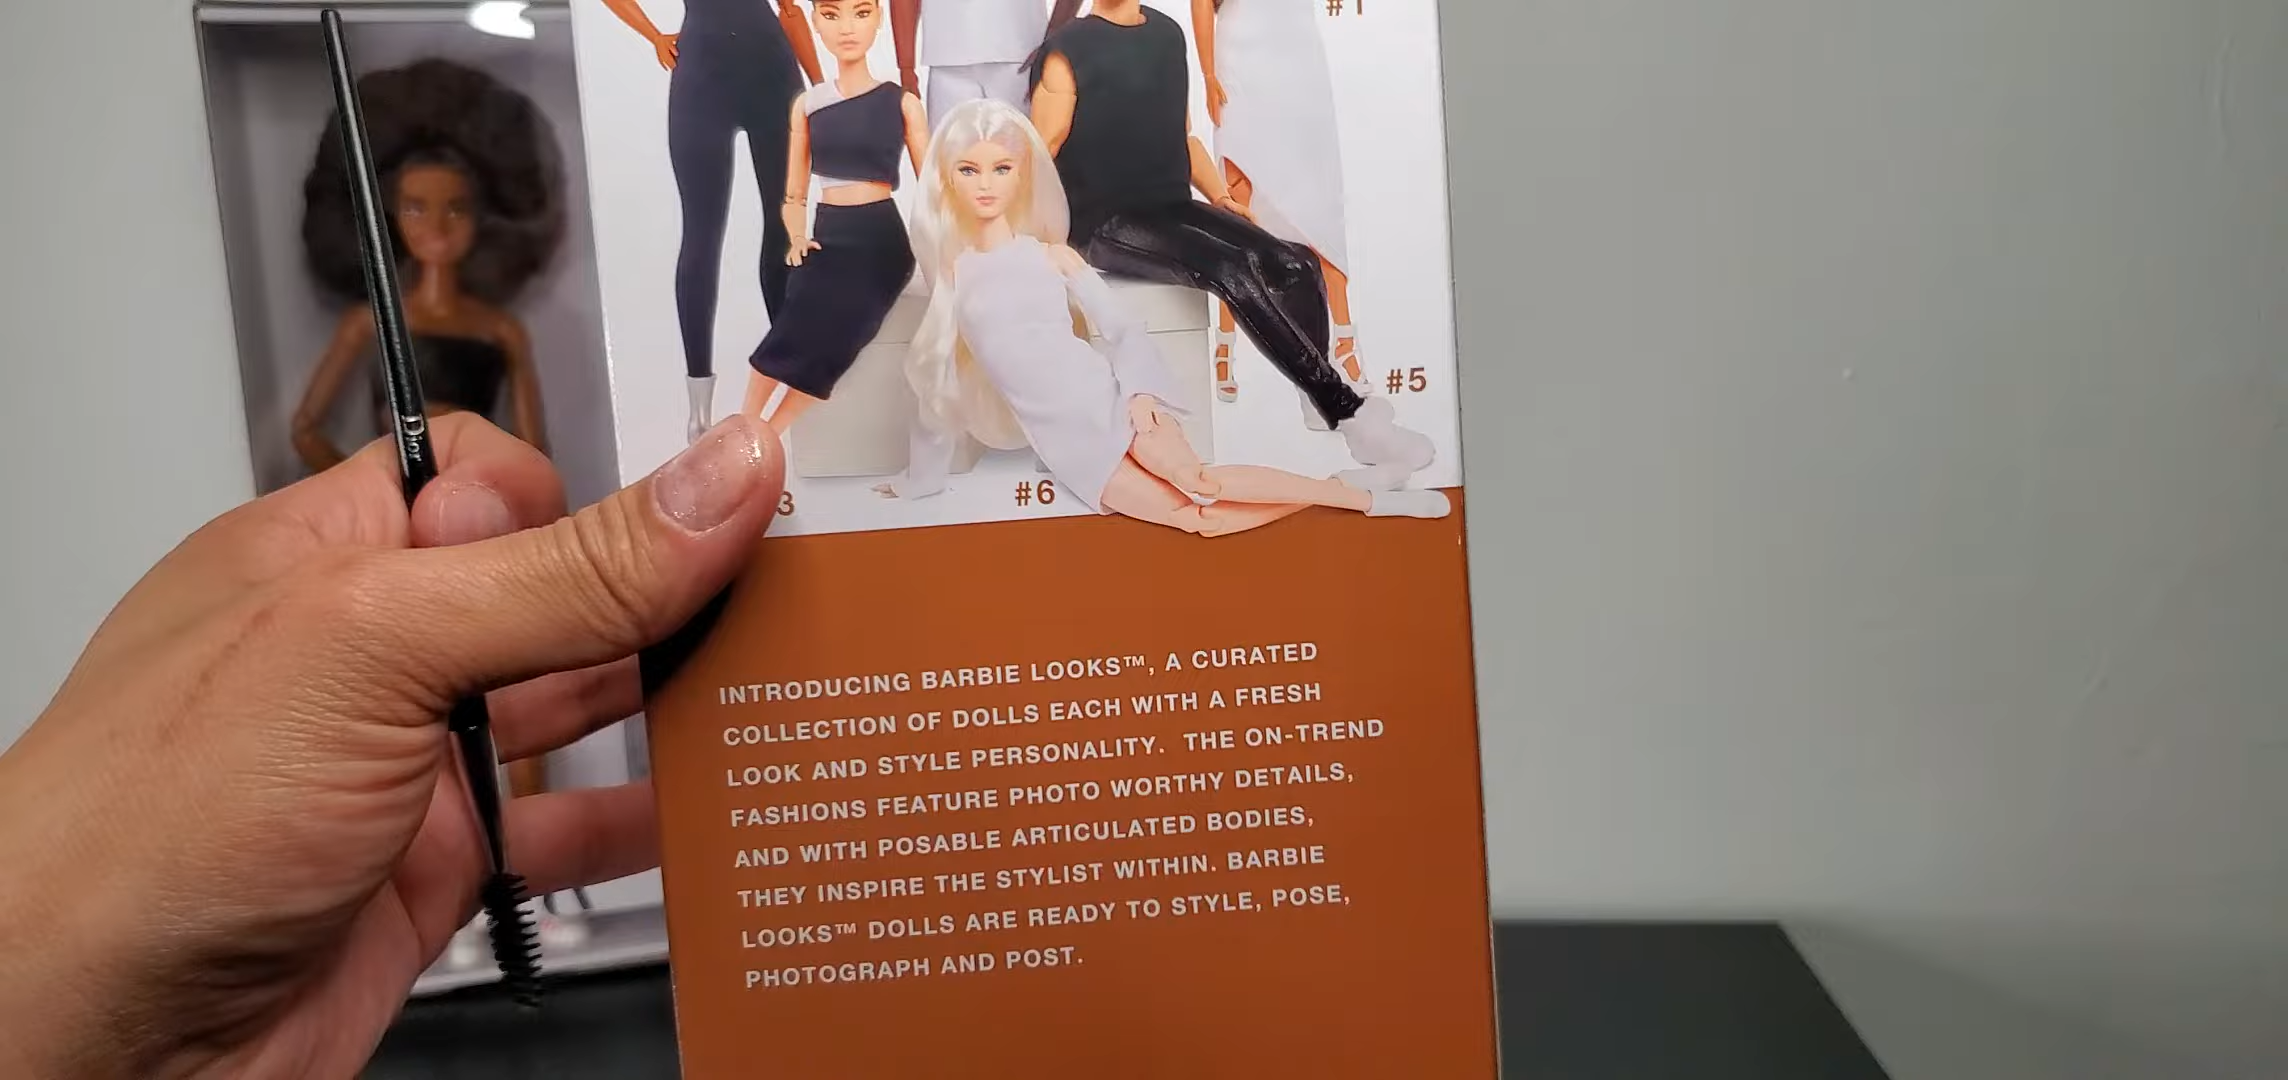 #1
Dior
#5
3
#6
INTRODUCING BARBIE LOOKS™, A CURATED
COLLECTION OF DOLLS EACH WITH A FRESH
LOOK AND STYLE PERSONALITY. THE ON-TREND
FASHIONS FEATURE PHOTO WORTHY DETAILS,
AND WITH POSABLE ARTICULATED BODIES,
THEY INSPIRE THE STYLIST WITHIN. BARBIE
LOOKS™ DOLLS ARE READY TO STYLE, POSE,
PHOTOGRAPH AND POST.